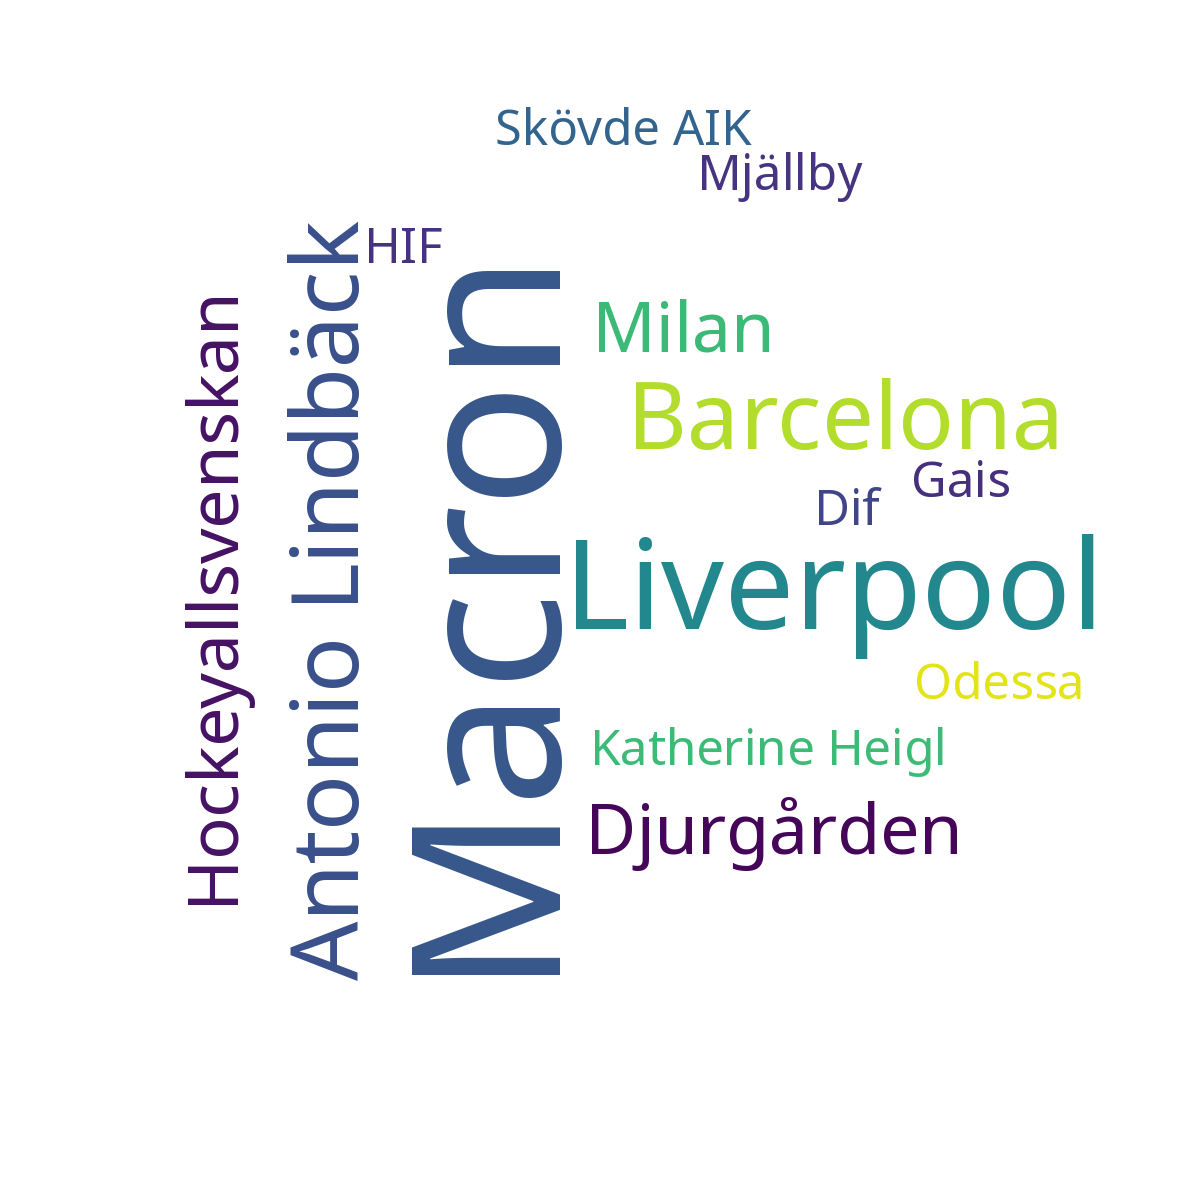 Skövde AIK
Mjällby
HIF
Hockeyallsvenskan
Antonio Lindbäck
Macron
Milan
Barcelona
Gais
Dif
Liverpool
Odessa
Katherine Heigl
Djurgården